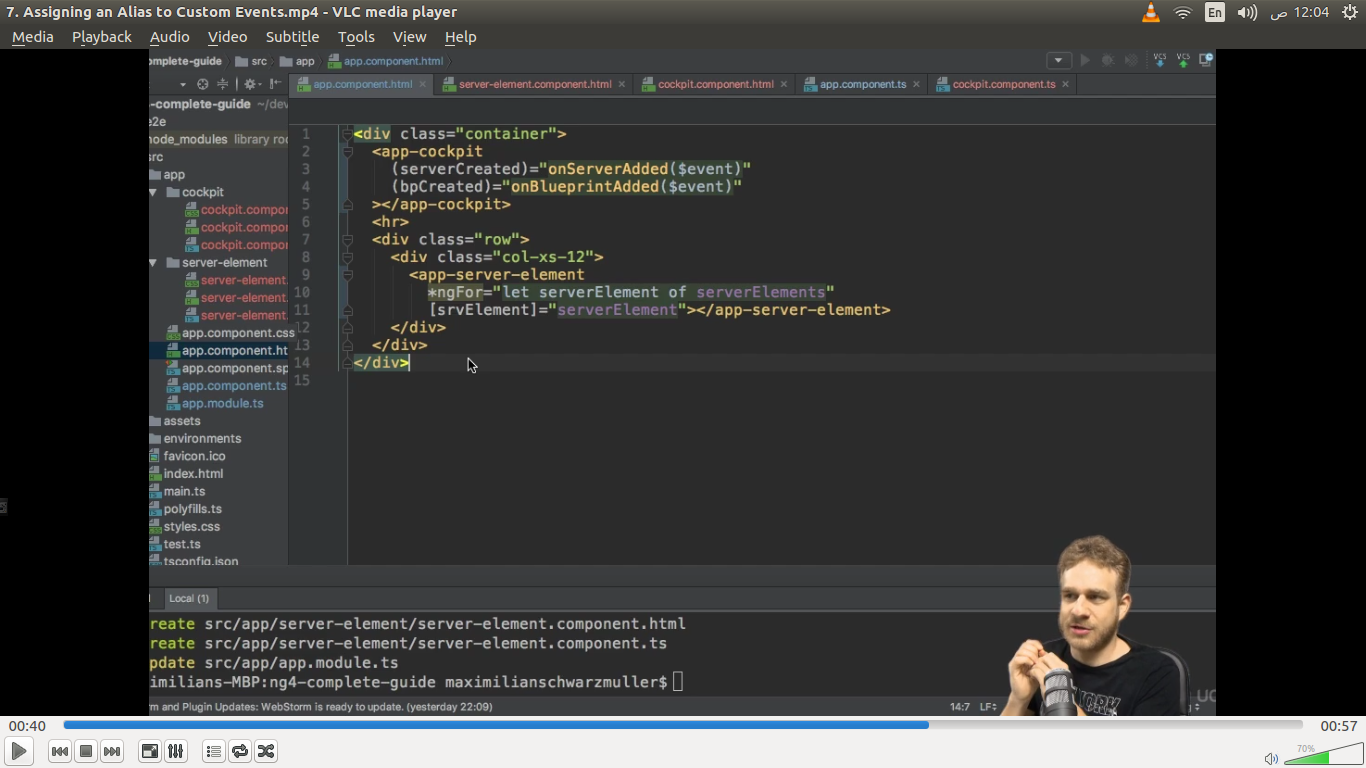 7. Assigning an Alias to Custom Events.mp4 - VLC media player
En
ص 12:04
Media Playback Audio Video Subtitle Tools View Help
omplete-guide src app app.component.html
VCS VCS
app.component.html server-element.component.html cockpit.component.html app.component.ts cockpit.component.ts
-complete-guide ~/dev
e2e
node_modules library roo
src
app
cockpit
cockpit.compor
cockpit.compor
cockpit.compor
server-element
server-element.
server-element.
server-element.
app.component.css
app.component.ht
app.component.sp
app.component.ts
app.module.ts
assets
environments
favicon.ico
index.html
main.ts
polyfills.ts
styles.css
test.ts
tsconfig.json
1 <div class="container">
2 <app-cockpit
3 (serverCreated)="onServerAdded($event)"
4 (bpCreated)="onBlueprintAdded($event)"
5 ></app-cockpit>
6 <hr>
7 <div class="row">
8 <div class="col-xs-12">
9 <app-server-element
10 *ngFor="let serverElement of serverElements"
11 [srvElement]="serverElement"></app-server-element>
12 </div>
13 </div>
14 </div>
15
Local (1)
reate src/app/server-element/server-element.component.html
reate src/app/server-element/server-element.component.ts
pdate src/app/app.module.ts
imilians-MBP:ng4-complete-guide maximilianschwarzmuller$
rm and Plugin Updates: WebStorm is ready to update. (yesterday 22:09)
14:7 LF
00:40
00:57
70%